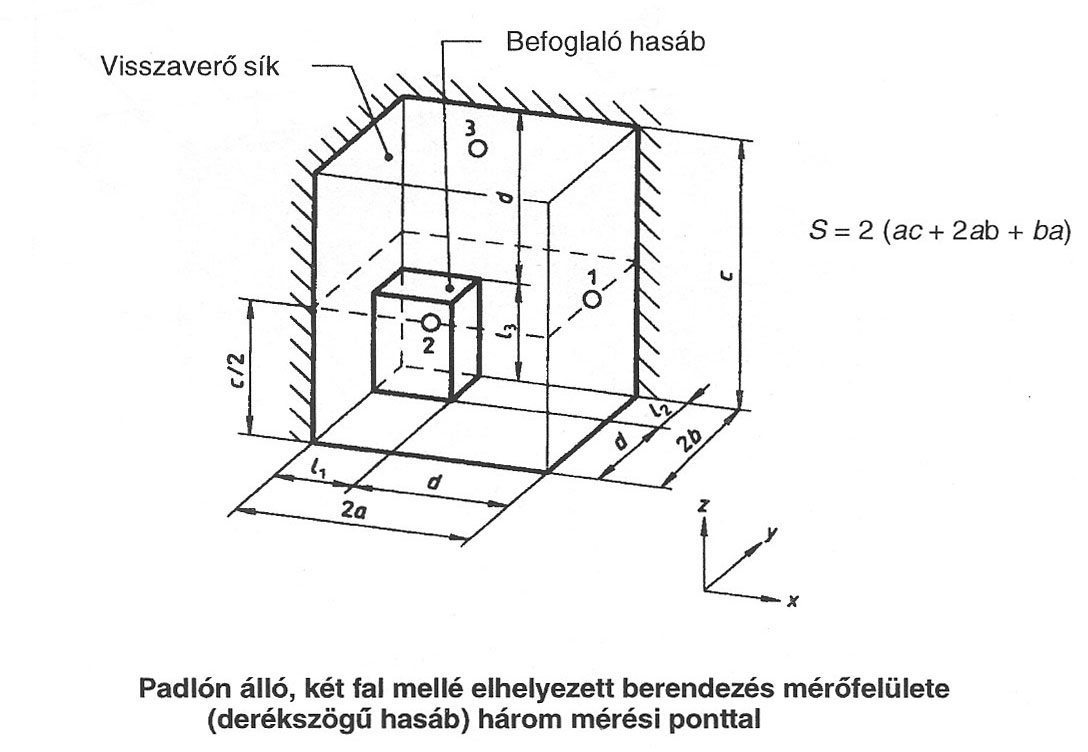 Befoglaló hasáb
Visszaverő sík
3
d
S = 2 (ac + 2ab + ba)
c
1
2
l₃
c/2
l₂
d
2b
l₁
d
2a
z
y
x
Padlón álló, két fal mellé elhelyezett berendezés mérőfelülete
(derékszögű hasáb) három mérési ponttal